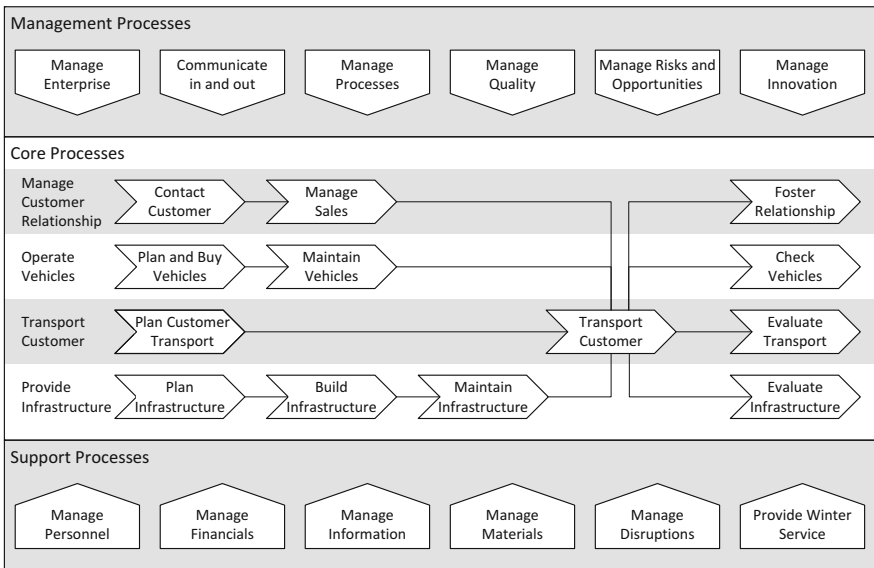 Management Processes
Manage
Enterprise
Communicate
in and out
Manage
Processes
Manage
Quality
Manage Risks and
Opportunities
Manage
Innovation
Core Processes
Manage
Customer
Relationship
Contact
Customer
Manage
Sales
Foster
Relationship
Operate
Vehicles
Plan and Buy
Vehicles
Maintain
Vehicles
Check
Vehicles
Transport
Customer
Plan Customer
Transport
Transport
Customer
Evaluate
Transport
Provide
Infrastructure
Plan
Infrastructure
Build
Infrastructure
Maintain
Infrastructure
Evaluate
Infrastructure
Support Processes
Manage
Personnel
Manage
Financials
Manage
Information
Manage
Materials
Manage
Disruptions
Provide Winter
Service